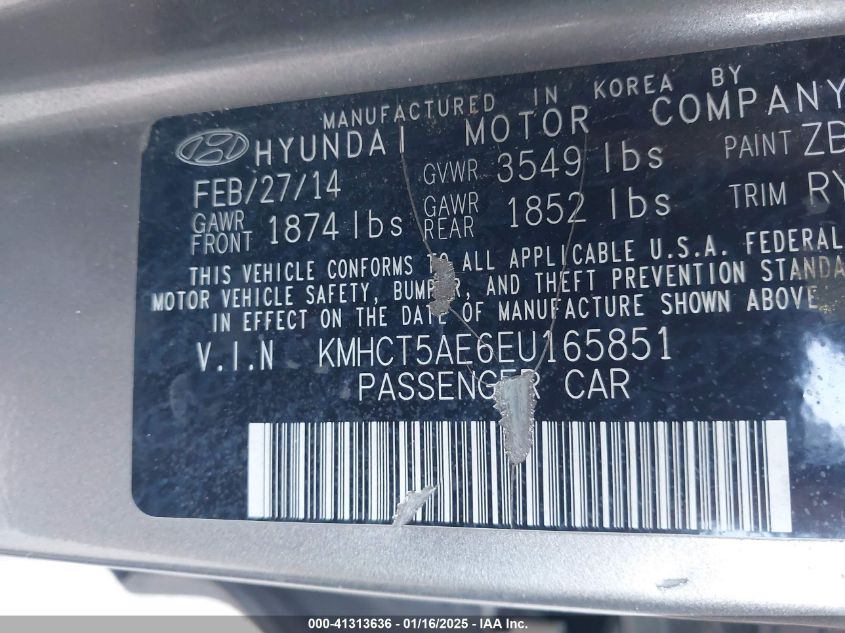 MANUFACTURED IN KOREA BY
HYUNDAI MOTOR COMPANY
FEB/27/14 GVWR 3549 lbs PAINT ZB
GAWR FRONT 1874 lbs GAWR REAR 1852 lbs TRIM RY
THIS VEHICLE CONFORMS TO ALL APPLICABLE U.S.A. FEDERAL
MOTOR VEHICLE SAFETY, BUMPER, AND THEFT PREVENTION STANDA
IN EFFECT ON THE DATE OF MANUFACTURE SHOWN ABOVE
V.I.N KMHCT5AE6EU165851
PASSENGER CAR
000-41313636 - 01/16/2025 - IAA Inc.